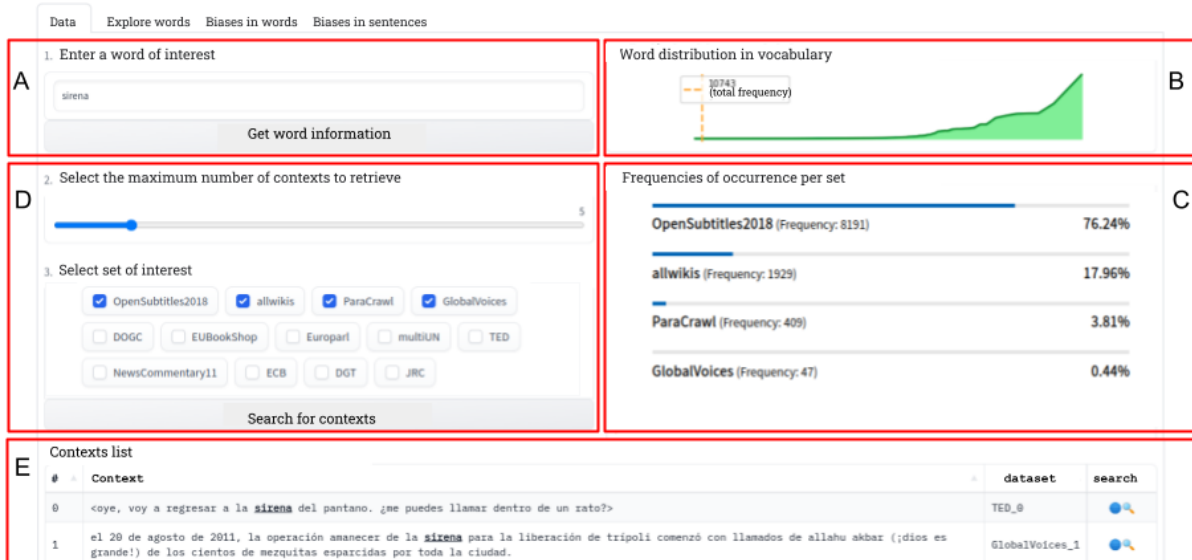 Data Explore words Biases in words Biases in sentences
A
1. Enter a word of interest
sirena
Get word information
Word distribution in vocabulary
10743
(total frequency)
B
D
2. Select the maximum number of contexts to retrieve
5
3. Select set of interest
OpenSubtitles2018 allwikis ParaCrawl GlobalVoices
DOGC EUBookShop Europarl multiUN TED
NewsCommentary11 ECB DGT JRC
Search for contexts
Frequencies of occurrence per set
C
OpenSubtitles2018 (Frequency: 8191) 76.24%
allwikis (Frequency: 1929) 17.96%
ParaCrawl (Frequency: 409) 3.81%
GlobalVoices (Frequency: 47) 0.44%
E
Contexts list
# Context dataset search
0 <oye, voy a regresar a la sirena del pantano. ¿me puedes llamar dentro de un rato?> TED_0
1 el 20 de agosto de 2011, la operación amanecer de la sirena para la liberación de trípoli comenzó con llamados de allahu akbar (¡dios es
grande!) de los cientos de mezquitas esparcidas por toda la ciudad. GlobalVoices_1